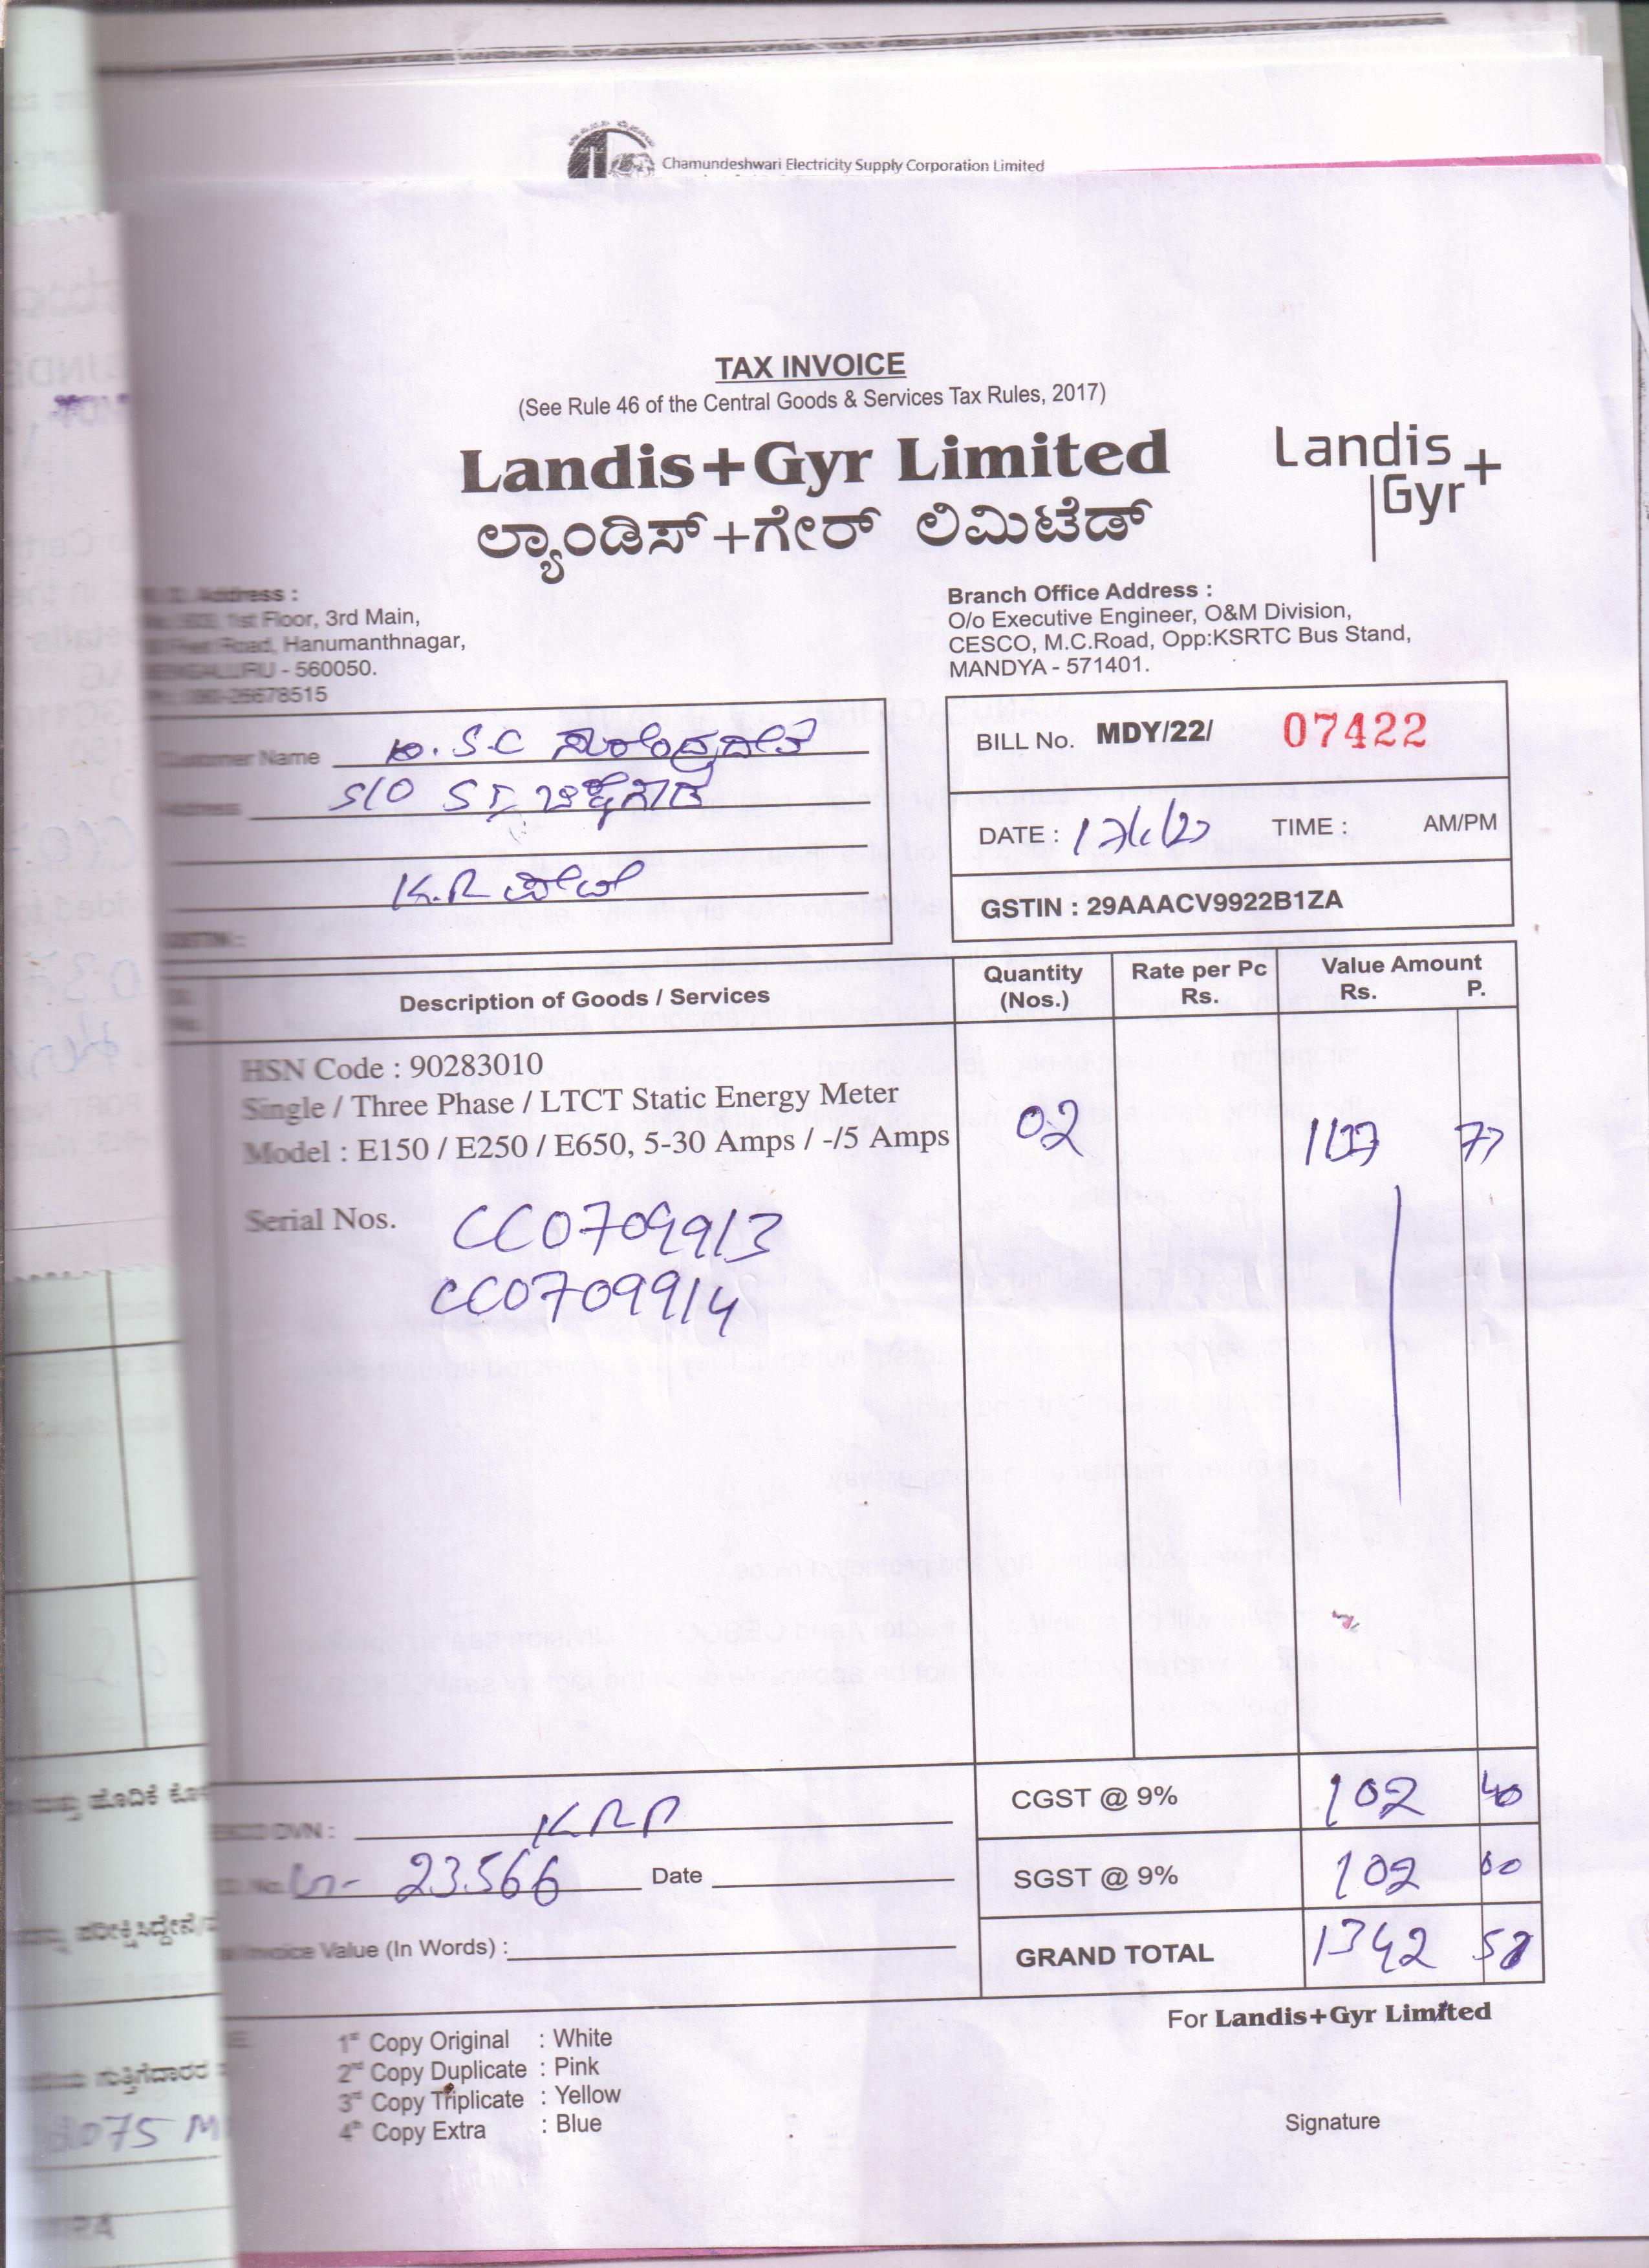 Chamundeshwari Electricity Supply Corporation Limited
TAX INVOICE
(See Rule 46 of the Central Goods & Services Tax Rules, 2017)
Landis+Gyr Limited
ಲ್ಯಾಂಡಿಸ್+ಗೇರ್ ಲಿಮಿಟೆಡ್
Landis
Gyr+
Address :
1st Floor, 3rd Main,
Road, Hanumanthnagar,
- 560050.
Branch Office Address :
O/o Executive Engineer, O&M Division,
CESCO, M.C.Road, Opp:KSRTC Bus Stand,
MANDYA - 571401.
Customer Name S.C
Address S/O
K.R
GSTIN :
BILL No. MDY/22/ 07422
DATE : TIME : AM/PM
GSTIN : 29AAACV9922B1ZA
Description of Goods / Services
Quantity (Nos.)
Rate per Pc Rs.
Value Amount Rs. P.
HSN Code : 90283010
Single / Three Phase / LTCT Static Energy Meter
Model : E150 / E250 / E650, 5-30 Amps / -/5 Amps
02
77
Serial Nos. CC0709913
CC0709914
DVN : KRP
23566 Date
Invoice Value (In Words) :
CGST @ 9% 102 40
SGST @ 9% 102
GRAND TOTAL 1342
For Landis+Gyr Limited
1st Copy Original : White
2nd Copy Duplicate : Pink
3rd Copy Triplicate : Yellow
4th Copy Extra : Blue
Signature